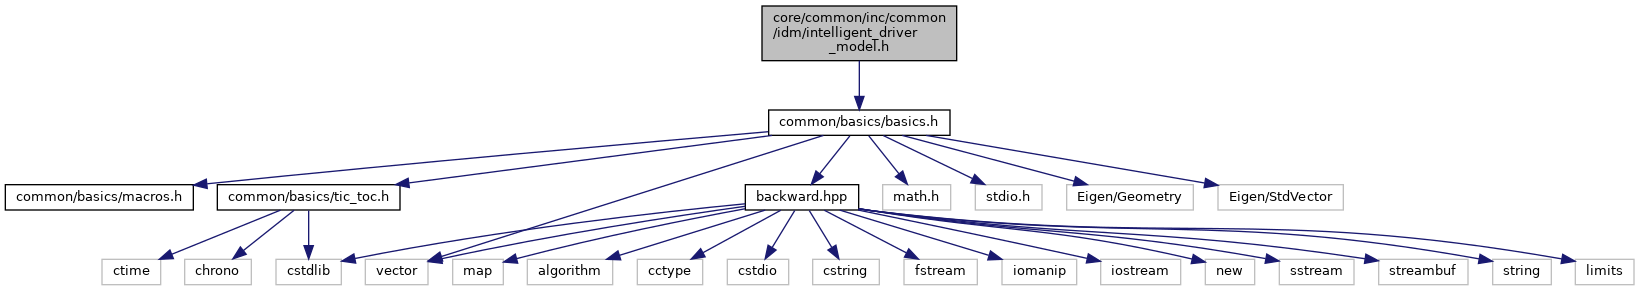 core/common/inc/common
/idm/intelligent_driver
_model.h
common/basics/basics.h
common/basics/macros.h
common/basics/tic_toc.h
backward.hpp
math.h
stdio.h
Eigen/Geometry
Eigen/StdVector
ctime
chrono
cstdlib
vector
map
algorithm
cctype
cstdio
cstring
fstream
iomanip
iostream
new
sstream
streambuf
string
limits